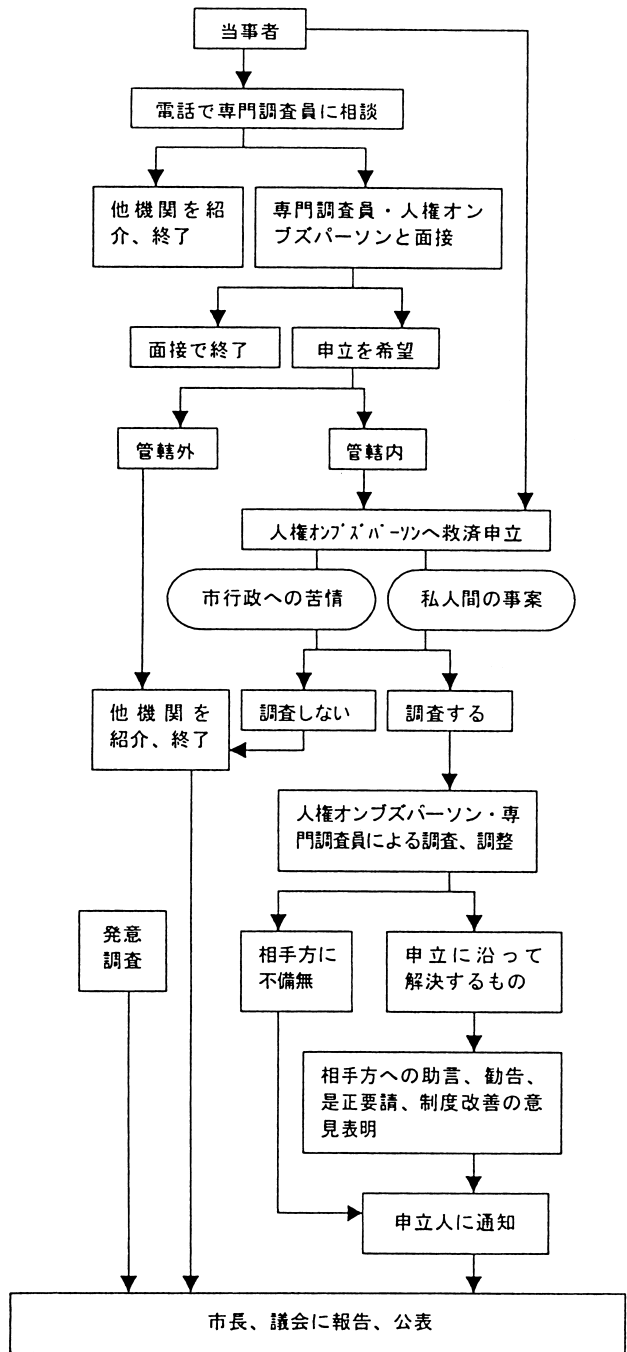 当事者
電話で専門調査員に相談
他機関を紹
介、終了
専門調査員・人権オン
ブズパーソンと面接
面接で終了
申立を希望
管轄外
管轄内
人権ｵﾝﾌﾞｽﾞﾊﾟｰｿﾝへ救済申立
市行政への苦情
私人間の事案
他機関を
紹介、終了
調査しない
調査する
人権オンブズパーソン・専
門調査員による調査、調整
発意
調査
相手方に
不備無
申立に沿って
解決するもの
相手方への助言、勧告、
是正要請、制度改善の意
見表明
申立人に通知
市長、議会に報告、公表